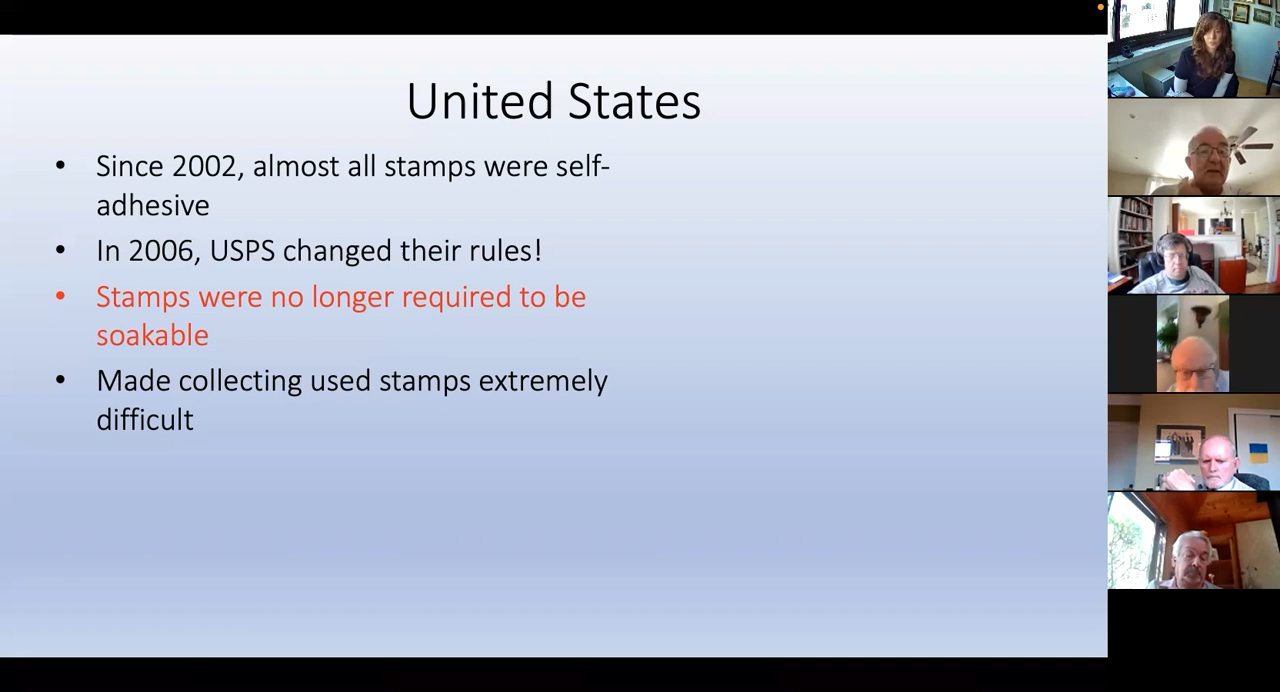 United States
• Since 2002, almost all stamps were self-
adhesive
• In 2006, USPS changed their rules!
• Stamps were no longer required to be
soakable
• Made collecting used stamps extremely
difficult